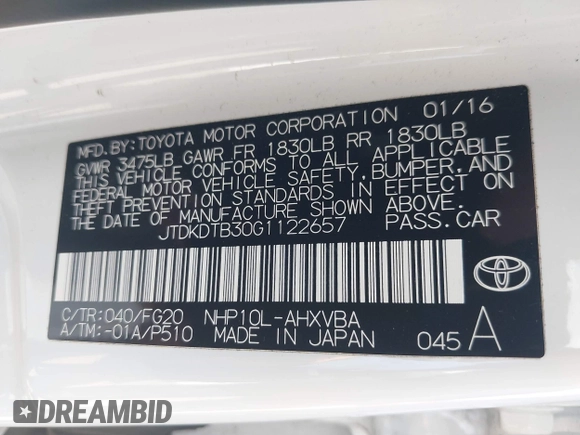 MFD. BY: TOYOTA MOTOR CORPORATION 01/16
GVWR 3475LB GAWR FR 1830LB RR 1830LB
THIS VEHICLE CONFORMS TO ALL APPLICABLE
FEDERAL MOTOR VEHICLE SAFETY, BUMPER, AND
THEFT PREVENTION STANDARDS IN EFFECT ON
THE DATE OF MANUFACTURE SHOWN ABOVE.
JTDKDTB30G1122657 PASS.CAR
C/TR:040/FG20 NHP10L-AHXVBA
A/TM:-01A/P510 MADE IN JAPAN 045 A
DREAMBID